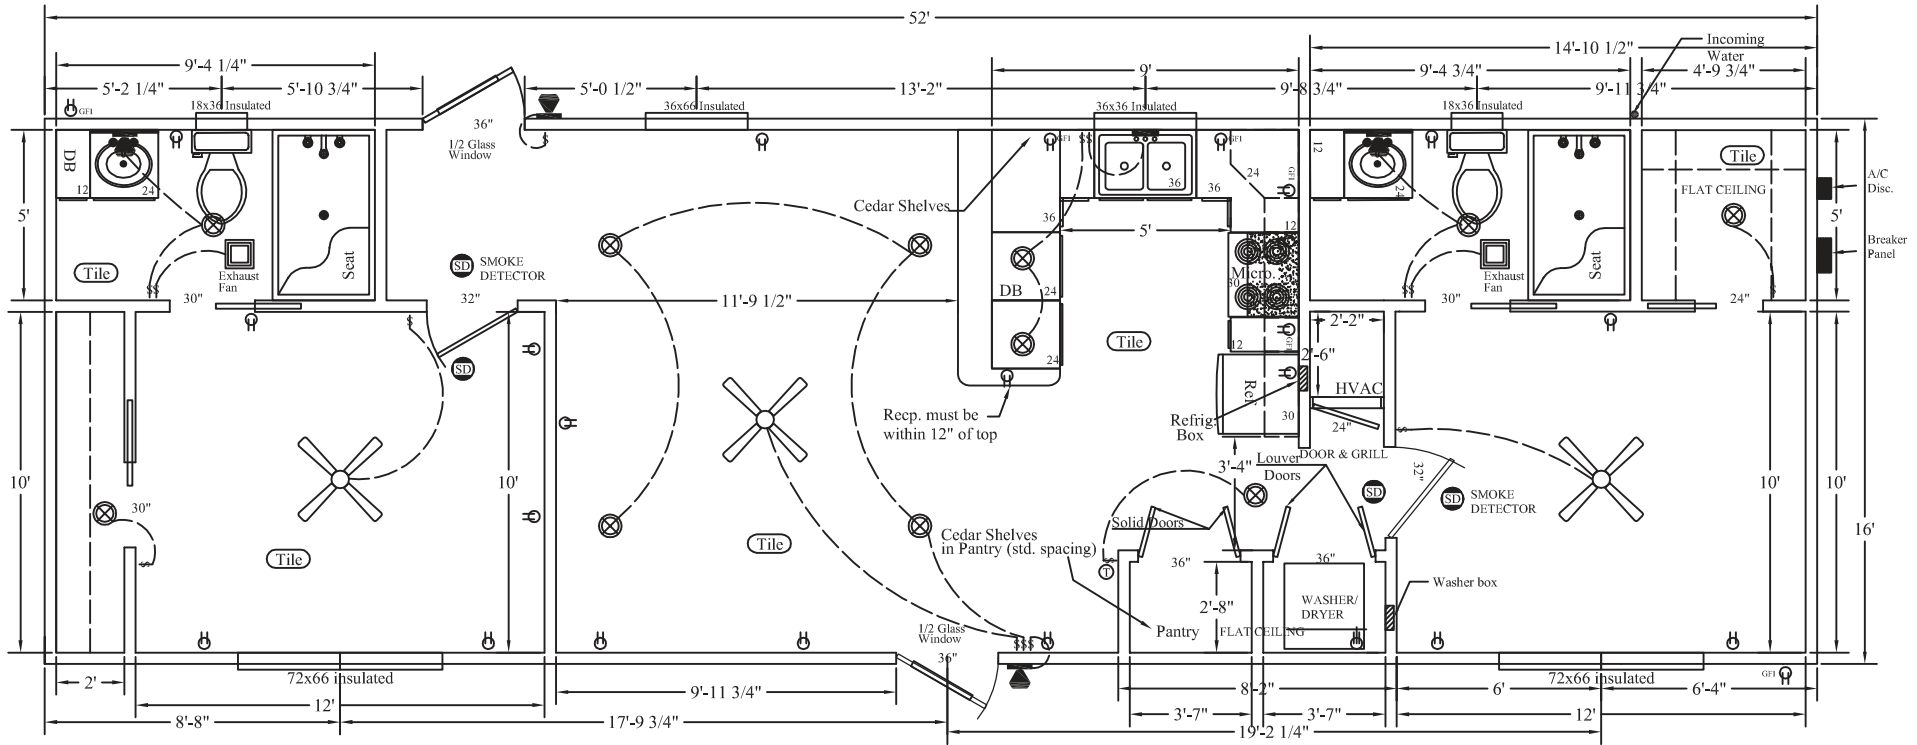 52'
14'-10 1/2"
Incoming
Water
9'-4 1/4"
9'
9'-4 3/4"
4'-9 3/4"
5'-2 1/4"
5'-10 3/4"
5'-0 1/2"
13'-2"
9'-8 3/4"
9'-11 3/4"
18x36 Insulated
36x66 Insulated
36x36 Insulated
18x36 Insulated
GFI
36"
1/2 Glass
Window
$
GFI
$$
GFI
DB
12
24
36
36
24
GFI
12
24
Tile
FLAT CEILING
A/C
Disc.
Cedar Shelves
36
5'
5'
12
5'
Tile
Exhaust
Fan
Seat
SD
SMOKE
DETECTOR
Micro.
30
Exhaust
Fan
Seat
Breaker
Panel
$$
30"
32"
11'-9 1/2"
DB
24
$$
30"
24"
$
$
2'-2"
Tile
12
GFI
2'-6"
24
SD
HVAC
Ref.
30
Recp. must be
within 12" of top
Refrig.
Box
24"
$
DOOR & GRILL
Louver
Doors
3'-4"
32"
10'
10'
10'
10'
16'
30"
SD
SD
SMOKE
DETECTOR
Solid Doors
Cedar Shelves
in Pantry (std. spacing)
Tile
Tile
$
$
T
36"
36"
Washer box
2'-8"
WASHER/
DRYER
Pantry
FLAT CEILING
1/2 Glass
Window
36"
$$$
72x66 insulated
72x66 insulated
GFI
2'
9'-11 3/4"
8'-2"
6'
6'-4"
12'
3'-7"
3'-7"
12'
8'-8"
17'-9 3/4"
19'-2 1/4"